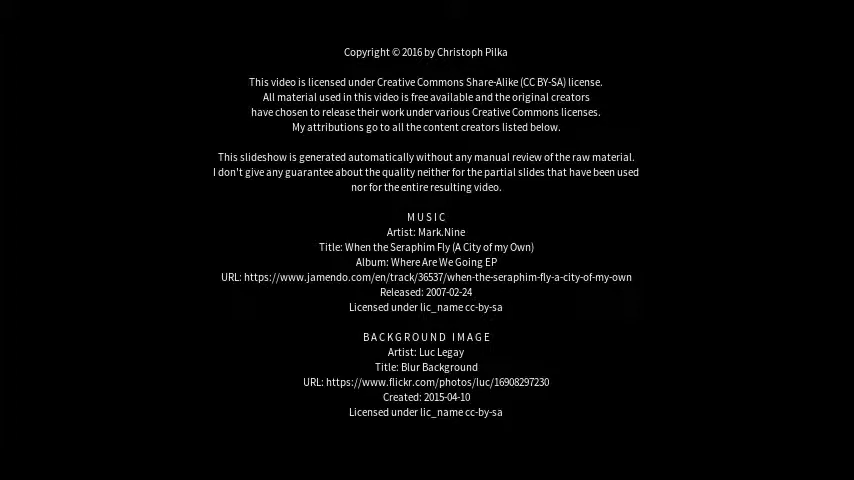 Copyright © 2016 by Christoph Pilka
This video is licensed under Creative Commons Share-Alike (CC BY-SA) license.
All material used in this video is free available and the original creators
have chosen to release their work under various Creative Commons licenses.
My attributions go to all the content creators listed below.
This slideshow is generated automatically without any manual review of the raw material.
I don't give any guarantee about the quality neither for the partial slides that have been used
nor for the entire resulting video.
M U S I C
Artist: Mark.Nine
Title: When the Seraphim Fly (A City of my Own)
Album: Where Are We Going EP
URL: https://www.jamendo.com/en/track/36537/when-the-seraphim-fly-a-city-of-my-own
Released: 2007-02-24
Licensed under lic_name cc-by-sa
B A C K G R O U N D   I M A G E
Artist: Luc Legay
Title: Blur Background
URL: https://www.flickr.com/photos/luc/16908297230
Created: 2015-04-10
Licensed under lic_name cc-by-sa